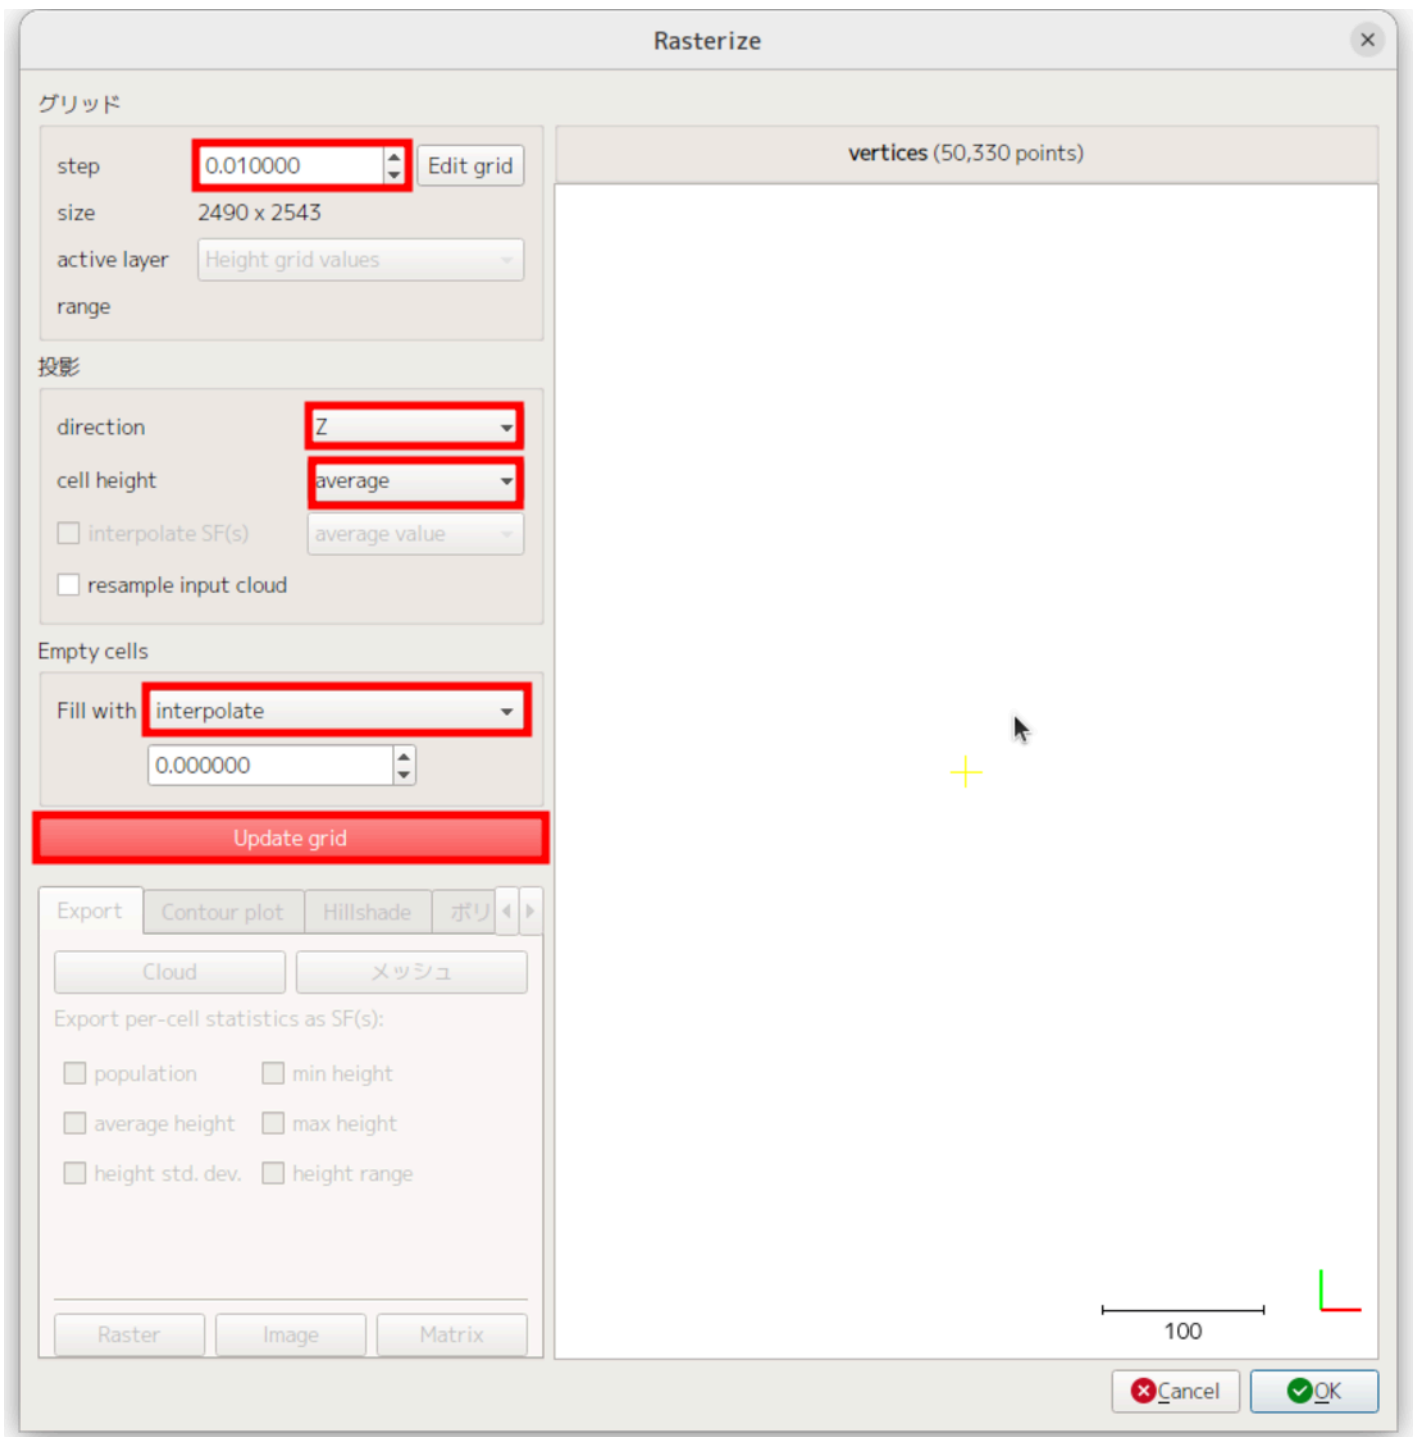 Rasterize
グリッド
step 0.010000 Edit grid
size 2490 x 2543
active layer Height grid values
range
投影
direction Z
cell height average
interpolate SF(s) average value
resample input cloud
Empty cells
Fill with interpolate
0.000000
Update grid
Export Contour plot Hillshade ポリ
Cloud メッシュ
Export per-cell statistics as SF(s):
population min height
average height max height
height std. dev. height range
Raster Image Matrix
vertices (50,330 points)
100
Cancel OK